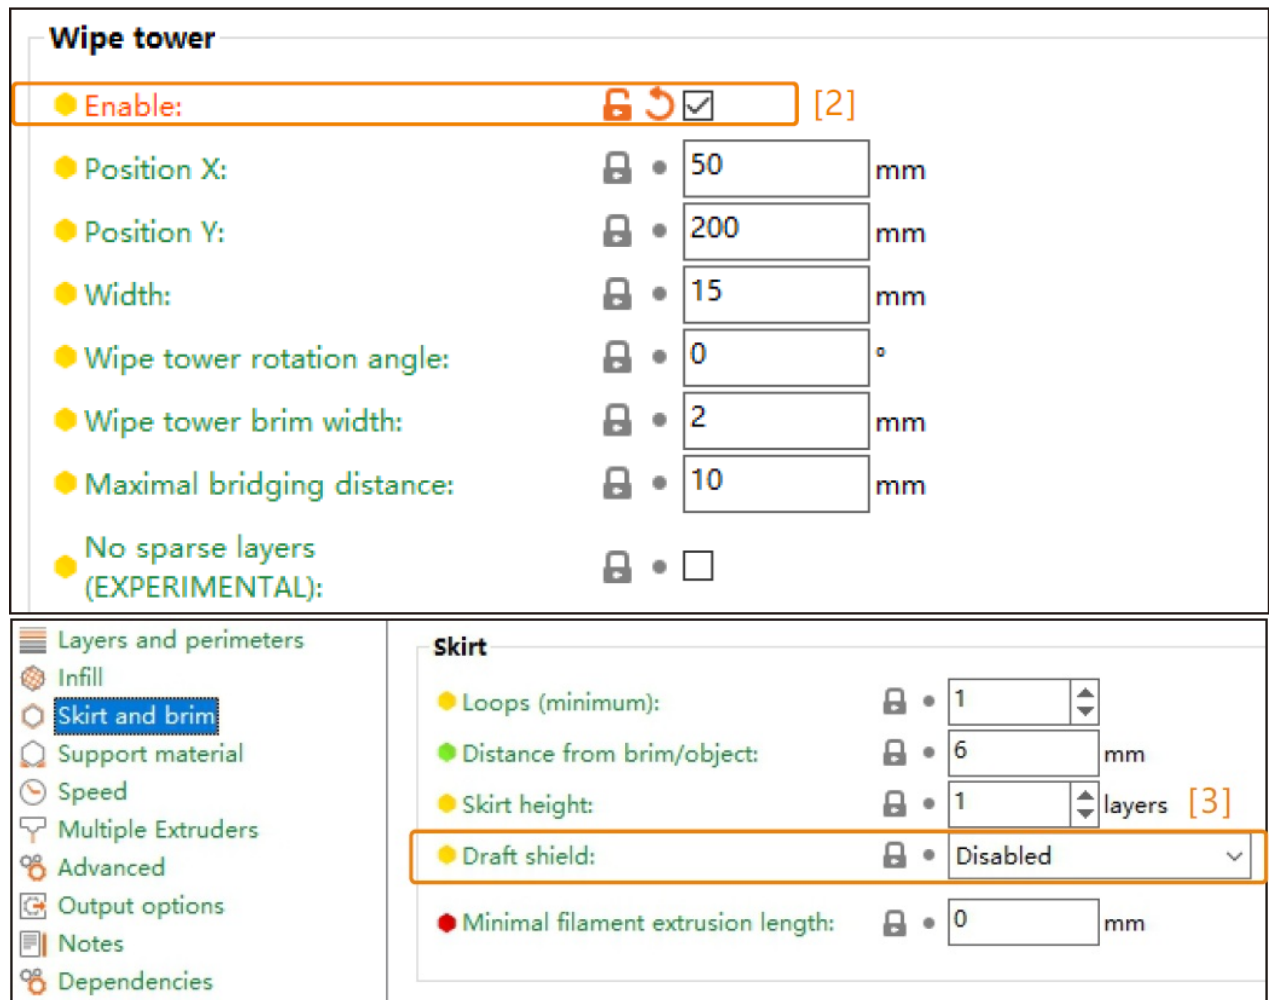 Wipe tower
Enable: [2]
Position X: 50 mm
Position Y: 200 mm
Width: 15 mm
Wipe tower rotation angle: 0 °
Wipe tower brim width: 2 mm
Maximal bridging distance: 10 mm
No sparse layers
(EXPERIMENTAL):
Layers and perimeters
Infill
Skirt and brim
Support material
Speed
Multiple Extruders
Advanced
Output options
Notes
Dependencies
Skirt
Loops (minimum): 1
Distance from brim/object: 6 mm
Skirt height: 1 layers [3]
Draft shield: Disabled
Minimal filament extrusion length: 0 mm